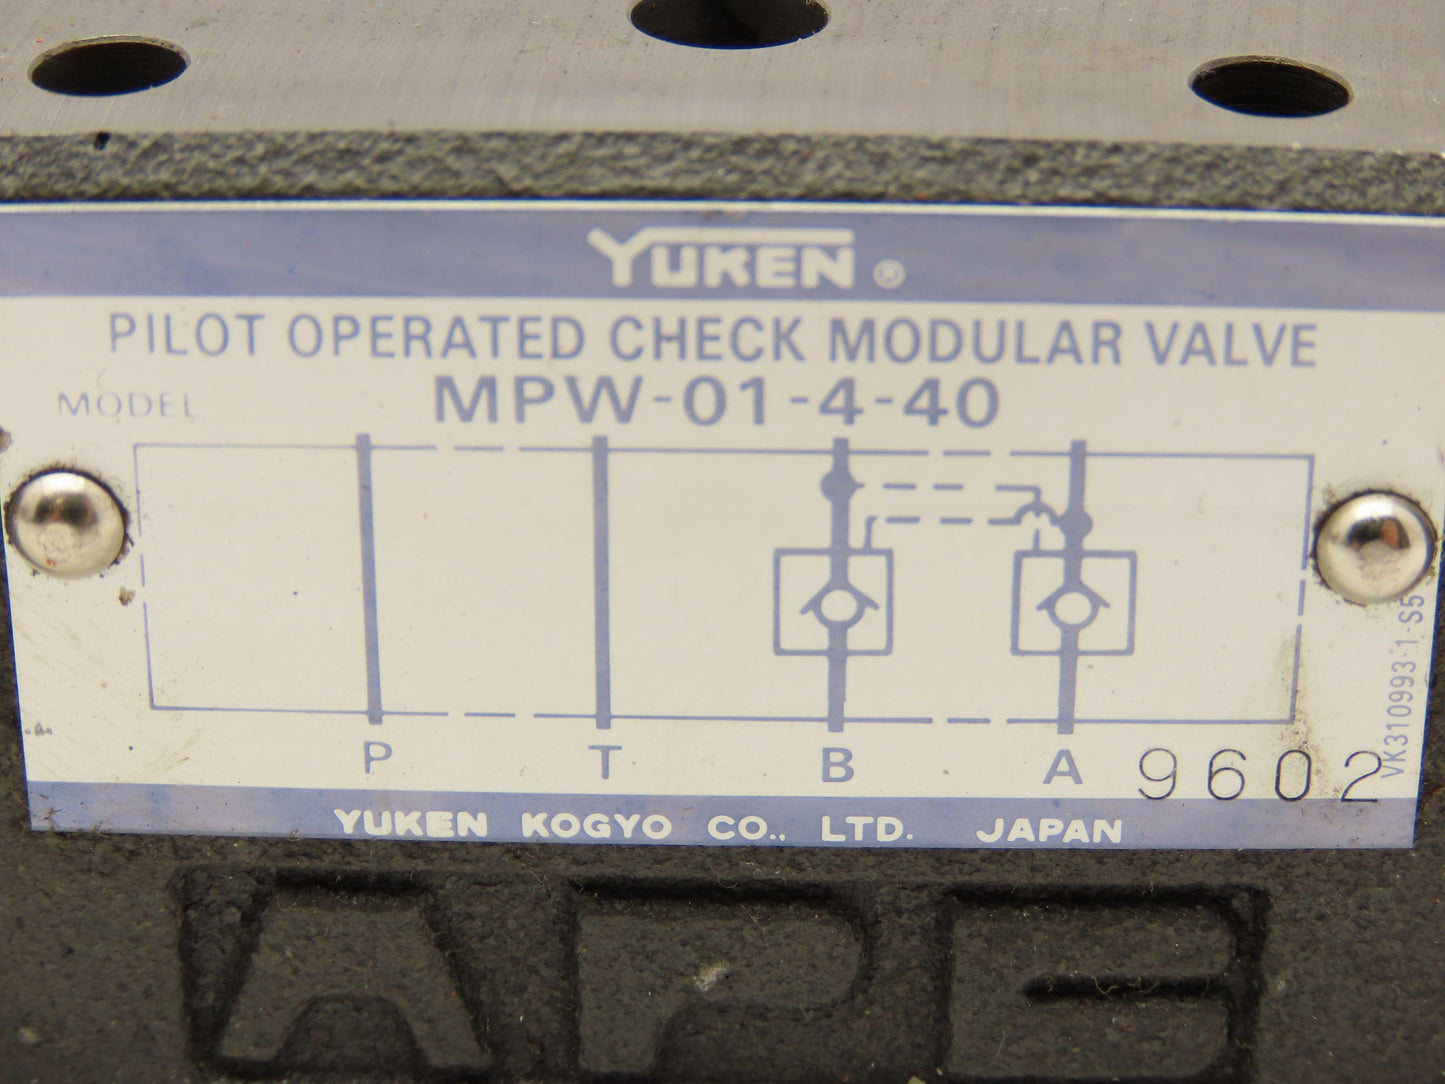 YUKEN ®
PILOT OPERATED CHECK MODULAR VALVE
MODEL MPW-01-4-40
P T B A
9602
VK310993-1-S5
YUKEN KOGYO CO., LTD. JAPAN